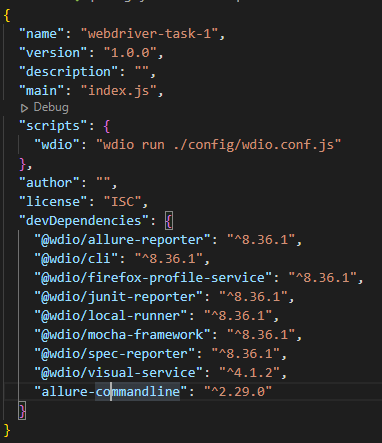 {
"name": "webdriver-task-1",
"version": "1.0.0",
"description": "",
"main": "index.js",
Debug
"scripts": {
"wdio": "wdio run ./config/wdio.conf.js"
},
"author": "",
"license": "ISC",
"devDependencies": {
"@wdio/allure-reporter": "^8.36.1",
"@wdio/cli": "^8.36.1",
"@wdio/firefox-profile-service": "^8.36.1",
"@wdio/junit-reporter": "^8.36.1",
"@wdio/local-runner": "^8.36.1",
"@wdio/mocha-framework": "^8.36.1",
"@wdio/spec-reporter": "^8.36.1",
"@wdio/visual-service": "^4.1.2",
"allure-commandline": "^2.29.0"
}
}